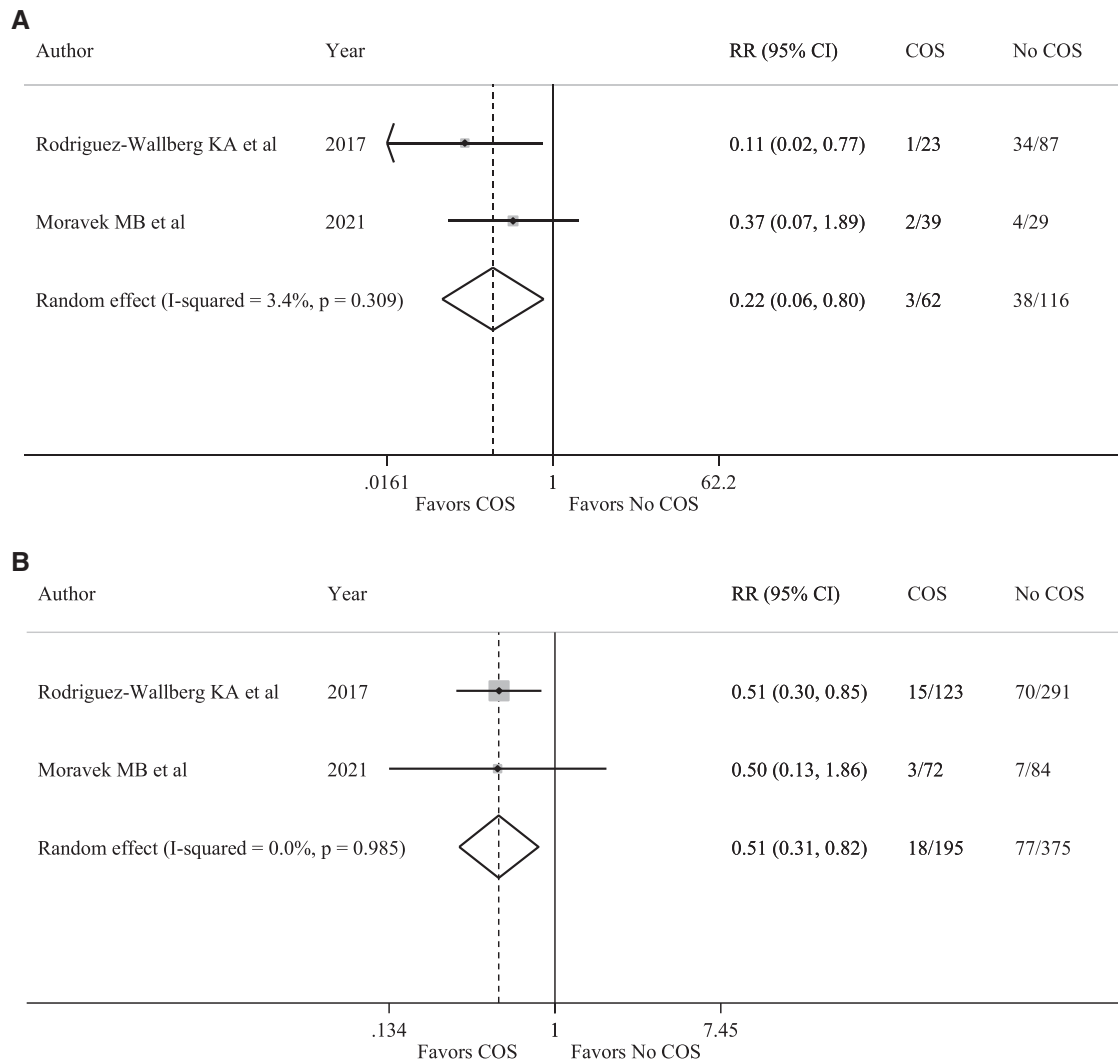 A
Author Year RR (95% CI) COS No COS
Rodriguez-Wallberg KA et al 2017 0.11 (0.02, 0.77) 1/23 34/87
Moravek MB et al 2021 0.37 (0.07, 1.89) 2/39 4/29
Random effect (I-squared = 3.4%, p = 0.309) 0.22 (0.06, 0.80) 3/62 38/116
.0161 1 62.2
Favors COS Favors No COS
B
Author Year RR (95% CI) COS No COS
Rodriguez-Wallberg KA et al 2017 0.51 (0.30, 0.85) 15/123 70/291
Moravek MB et al 2021 0.50 (0.13, 1.86) 3/72 7/84
Random effect (I-squared = 0.0%, p = 0.985) 0.51 (0.31, 0.82) 18/195 77/375
.134 1 7.45
Favors COS Favors No COS